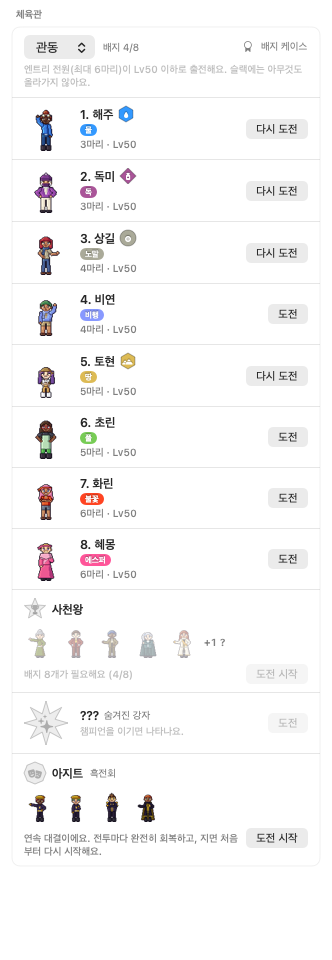 체육관
관동
배지 4/8
배지 케이스
엔트리 전원(최대 6마리)이 Lv50 이하로 출전해요. 슬랙에는 아무것도
올라가지 않아요.
1. 해주
물
3마리 · Lv50
다시 도전
2. 독미
독
3마리 · Lv50
다시 도전
3. 상길
노말
4마리 · Lv50
다시 도전
4. 비연
비행
4마리 · Lv50
도전
5. 토현
땅
5마리 · Lv50
다시 도전
6. 초린
풀
5마리 · Lv50
도전
7. 화린
불꽃
6마리 · Lv50
도전
8. 혜몽
에스퍼
6마리 · Lv50
도전
사천왕
+1 ?
배지 8개가 필요해요 (4/8)
도전 시작
??? 숨겨진 강자
챔피언을 이기면 나타나요.
도전
아지트 흑전회
연속 대결이에요. 전투마다 완전히 회복하고, 지면 처음
부터 다시 시작해요.
도전 시작